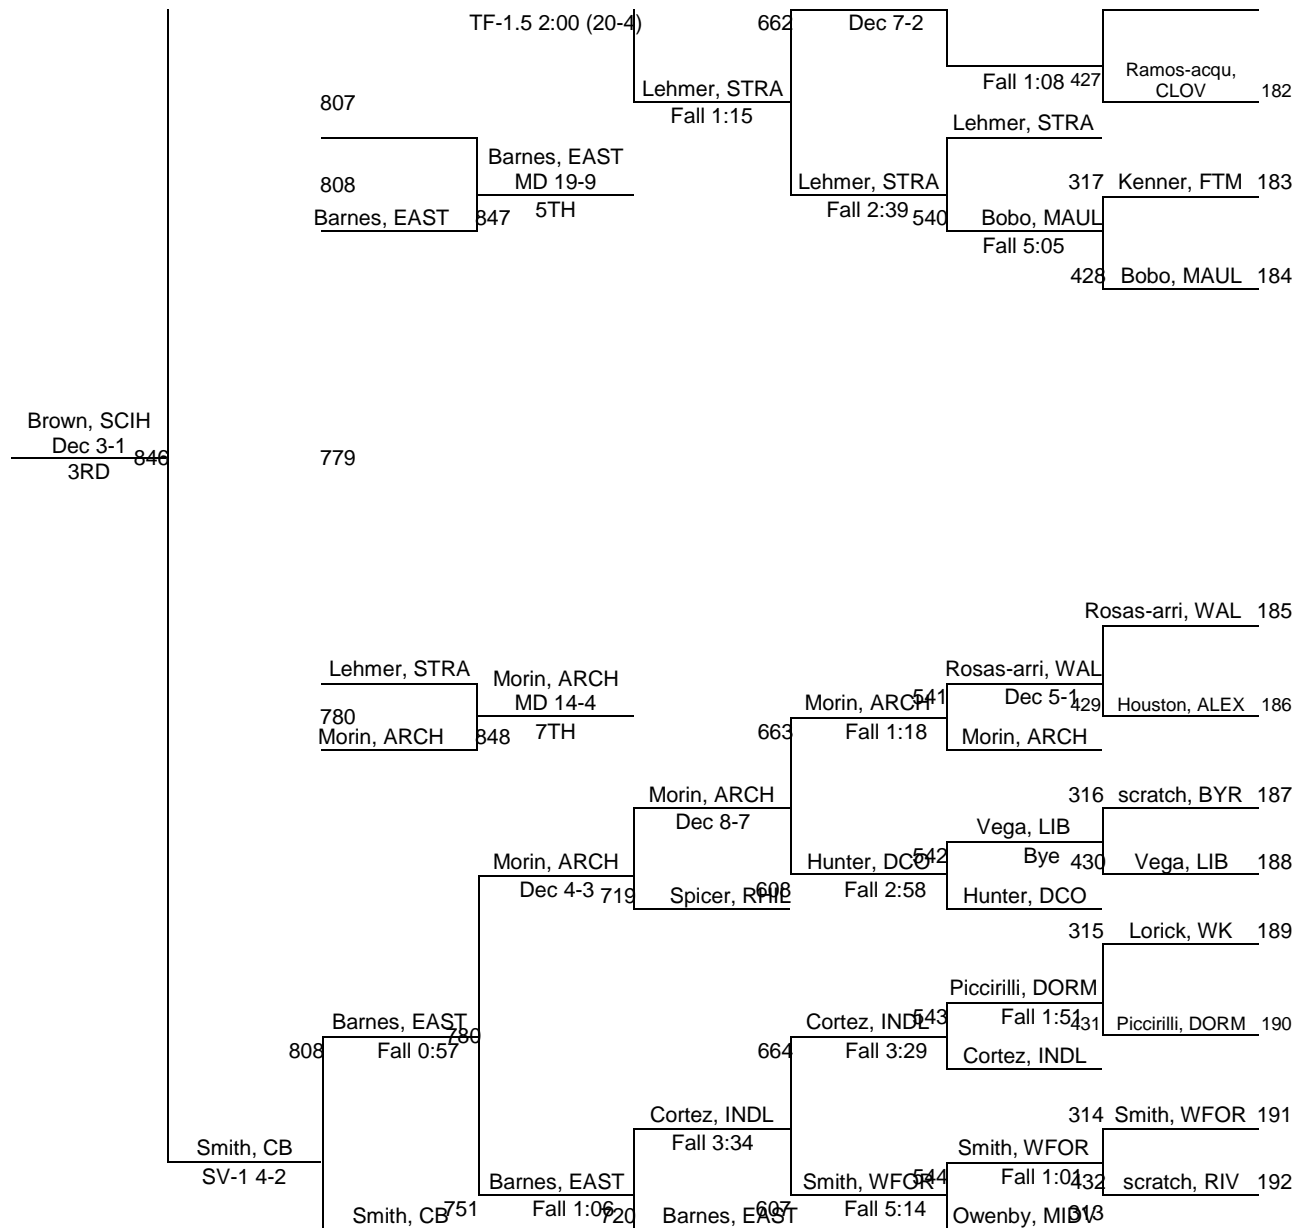 TF-1.5 2:00 (20-4)
662
Dec 7-2
Fall 1:08
427
Ramos-acqu,
CLOV
182
Lehmer, STRA
Fall 1:15
807
Lehmer, STRA
Barnes, EAST
MD 19-9
5TH
808
Barnes, EAST
847
Lehmer, STRA
Fall 2:39
540
317
Kenner, FTM
183
Bobo, MAUL
Fall 5:05
428
Bobo, MAUL
184
Brown, SCIH
Dec 3-1
3RD
846
779
Rosas-arri, WAL
185
Lehmer, STRA
Morin, ARCH
MD 14-4
7TH
780
Morin, ARCH
848
663
Morin, ARCH
Fall 1:18
541
Rosas-arri, WAL
Dec 5-1
429
Houston, ALEX
186
Morin, ARCH
Morin, ARCH
Dec 8-7
316
scratch, BYR
187
Vega, LIB
Bye
430
Vega, LIB
188
Morin, ARCH
Dec 4-3
719
Spicer, RHIL
608
Hunter, DCO
Fall 2:58
542
Hunter, DCO
315
Lorick, WK
189
Piccirilli, DORM
Fall 1:51
431
Piccirilli, DORM
190
808
Barnes, EAST
Fall 0:57
780
664
Cortez, INDL
Fall 3:29
543
Cortez, INDL
Cortez, INDL
Fall 3:34
314
Smith, WFOR
191
Smith, CB
SV-1 4-2
Smith, WFOR
Fall 1:01
432
scratch, RIV
192
Smith, CB
751
Barnes, EAST
Fall 1:06
720
Barnes, EAST
607
Smith, WFOR
Fall 5:14
544
Owenby, MIDV
313